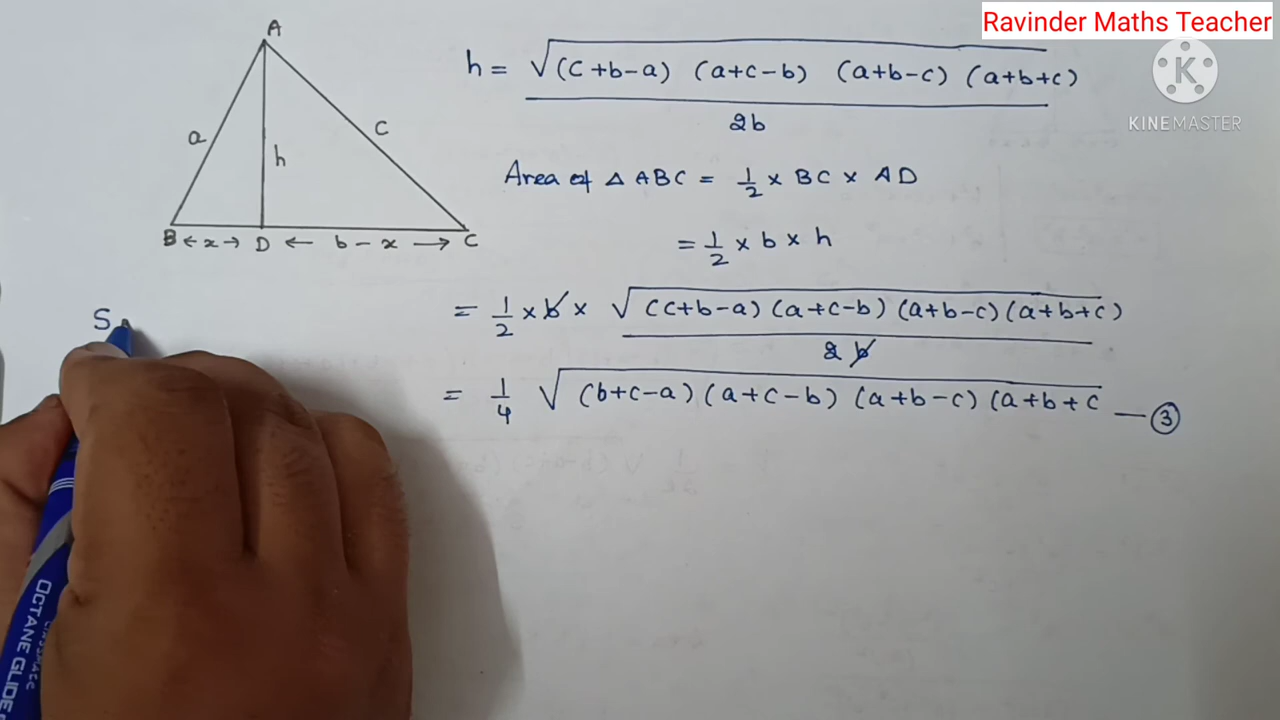 Ravinder Maths Teacher
K
KINEMASTER
A
a
h
c
B ← x → D ← b - x → C
h = √(C+b-a) (a+c-b) (a+b-c) (a+b+c)
2b
Area of △ ABC = 1/2 × BC × AD
= 1/2 × b × h
= 1/2 × b × √(c+b-a)(a+c-b)(a+b-c)(a+b+c)
2 b
= 1/4 √(b+c-a)(a+c-b)(a+b-c)(a+b+c — ③
S
OCTANE GLIDE